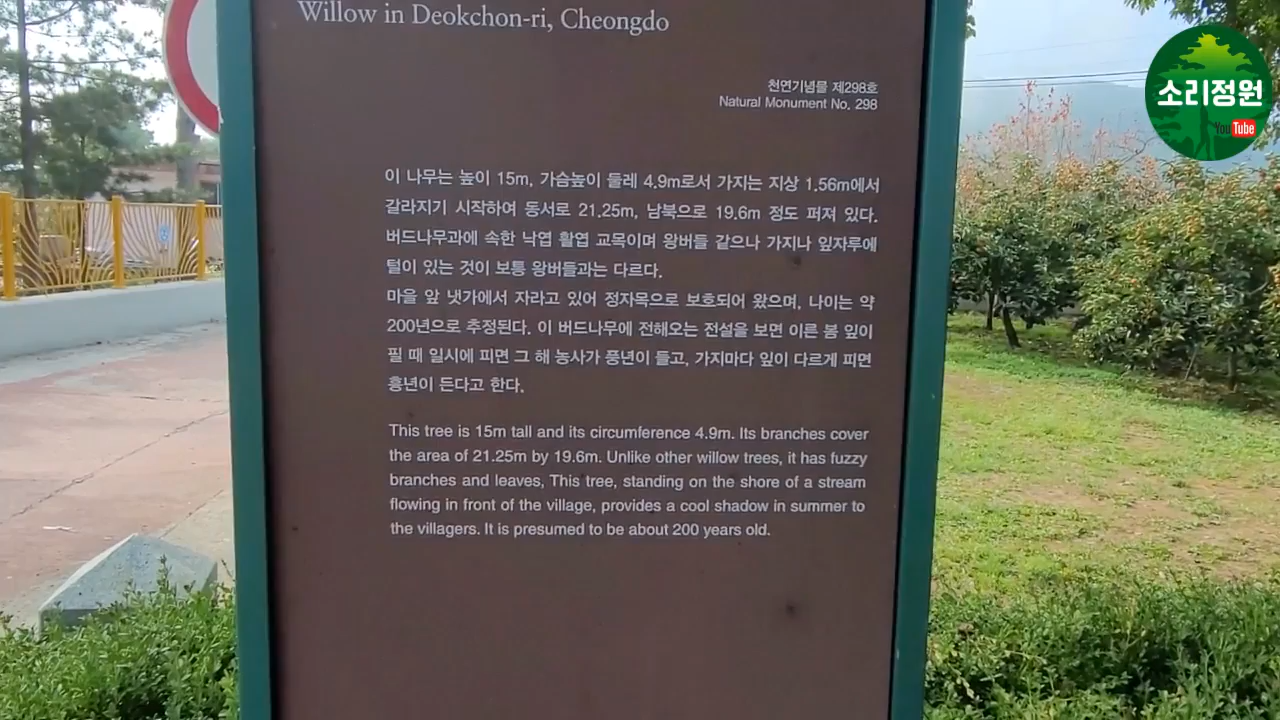 Willow in Deokchon-ri, Cheongdo
천연기념물 제298호
Natural Monument No. 298
이 나무는 높이 15m, 가슴높이 둘레 4.9m로서 가지는 지상 1.56m에서
갈라지기 시작하여 동서로 21.25m, 남북으로 19.6m 정도 퍼져 있다.
버드나무과에 속한 낙엽 활엽 교목이며 왕버들 같으나 가지나 잎자루에
털이 있는 것이 보통 왕버들과는 다르다.
마을 앞 냇가에서 자라고 있어 정자목으로 보호되어 왔으며, 나이는 약
200년으로 추정된다. 이 버드나무에 전해오는 전설을 보면 이른 봄 잎이
필 때 일시에 피면 그 해 농사가 풍년이 들고, 가지마다 잎이 다르게 피면
흉년이 든다고 한다.
This tree is 15m tall and its circumference 4.9m. Its branches cover
the area of 21.25m by 19.6m. Unlike other willow trees, it has fuzzy
branches and leaves, This tree, standing on the shore of a stream
flowing in front of the village, provides a cool shadow in summer to
the villagers. It is presumed to be about 200 years old.
소리정원
YouTube